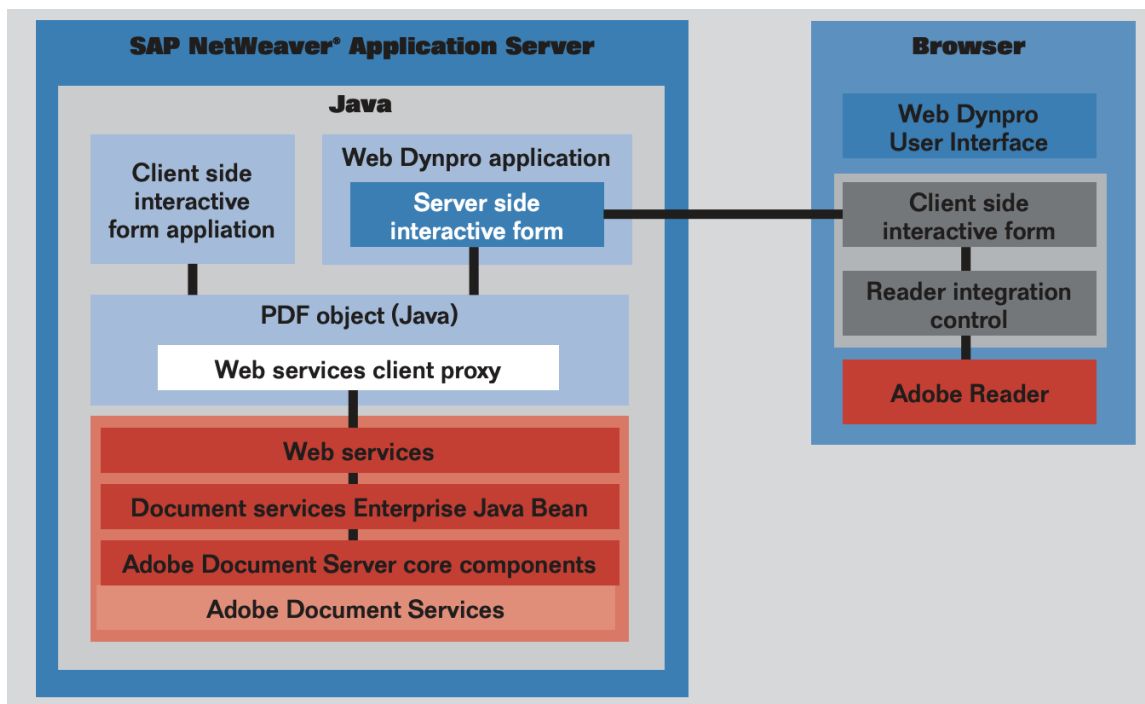 SAP NetWeaver® Application Server
Java
Client side
interactive
form appliation
Web Dynpro application
Server side
interactive form
PDF object (Java)
Web services client proxy
Web services
Document services Enterprise Java Bean
Adobe Document Server core components
Adobe Document Services
Browser
Web Dynpro
User Interface
Client side
interactive form
Reader integration
control
Adobe Reader